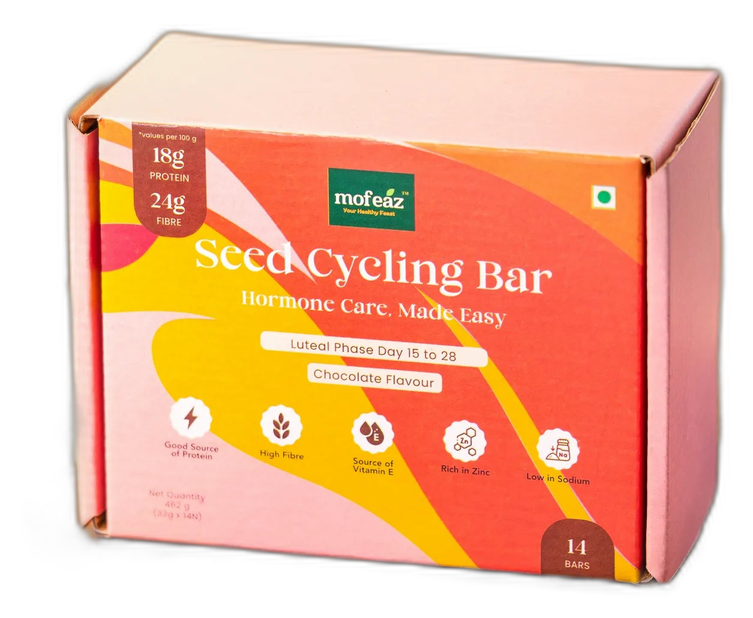 *values per 100 g
18g
PROTEIN
24g
FIBRE
mofeaz
Your Healthy Feast
Seed Cycling Bar
Hormone Care, Made Easy
Luteal Phase Day 15 to 28
Chocolate Flavour
Good Source
of Protein
High Fibre
E
Source of
Vitamin E
Zn
Rich in Zinc
Na
Low in Sodium
Net Quantity
462 g
(33g x 14N)
14
BARS